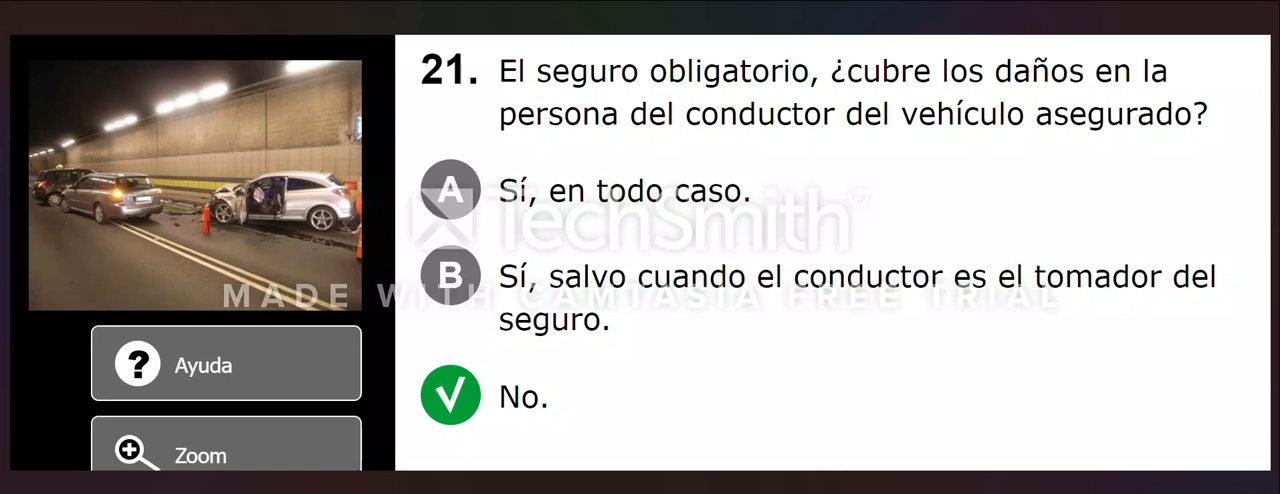 21. El seguro obligatorio, ¿cubre los daños en la
persona del conductor del vehículo asegurado?
A Sí, en todo caso.
TechSmith®
B Sí, salvo cuando el conductor es el tomador del
MADE WITH CAMTASIA FREE TRIAL
seguro.
No.
? Ayuda
Zoom